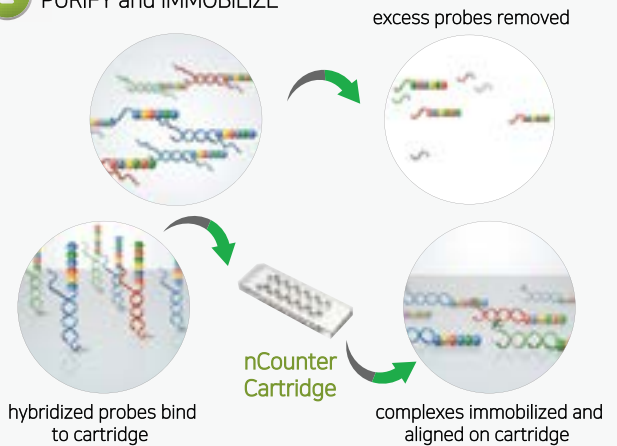 PURIFY and IMMOBILIZE
excess probes removed
nCounter
Cartridge
hybridized probes bind
to cartridge
complexes immobilized and
aligned on cartridge